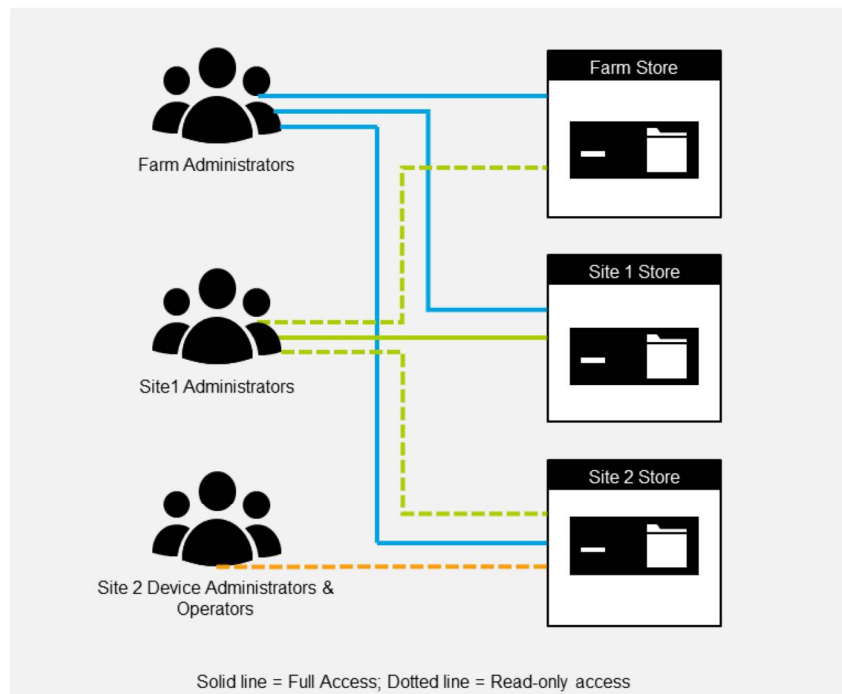 Farm Store
Farm Administrators
Site 1 Store
Site1 Administrators
Site 2 Store
Site 2 Device Administrators &
Operators
Solid line = Full Access; Dotted line = Read-only access